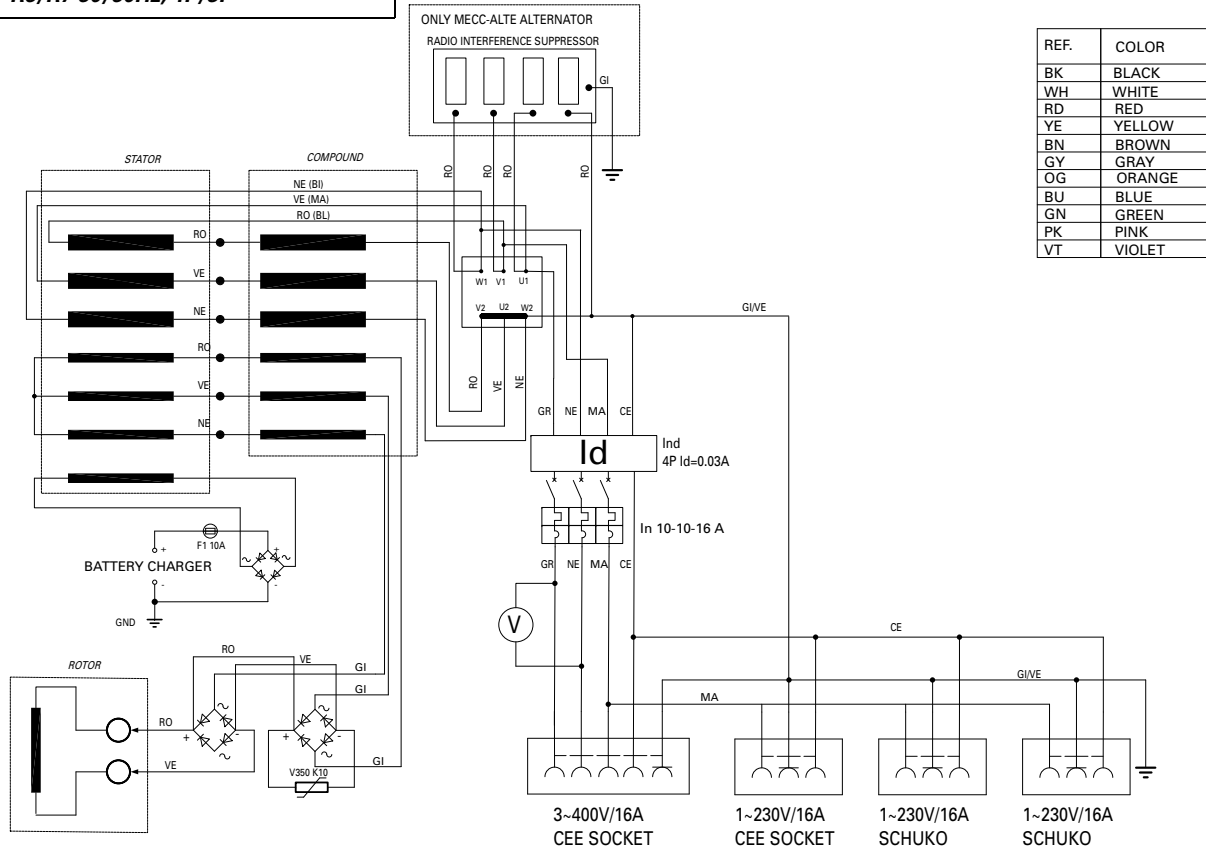 ONLY MECC-ALTE ALTERNATOR
RADIO INTERFERENCE SUPPRESSOR
GI
RO RO RO RO
REF. COLOR
BK BLACK
WH WHITE
RD RED
YE YELLOW
BN BROWN
GY GRAY
OG ORANGE
BU BLUE
GN GREEN
PK PINK
VT VIOLET
STATOR COMPOUND
NE (BI)
VE (MA)
RO (BL)
RO
VE
NE
RO
VE
NE
W1 V1 U1
V2 U2 W2
GI/VE
RO VE NE
GR NE MA CE
Id
Ind
4P Id=0.03A
In 10-10-16 A
GR NE MA CE
F1 10A
+ ~ + ~
BATTERY CHARGER
- -
GND
V
CE
ROTOR
RO VE GI
GI
GI/VE
MA
RO
~ ~
+ - + -
~ ~
VE
GI
V350 K10
3~400V/16A
CEE SOCKET
1~230V/16A
CEE SOCKET
1~230V/16A
SCHUKO
1~230V/16A
SCHUKO